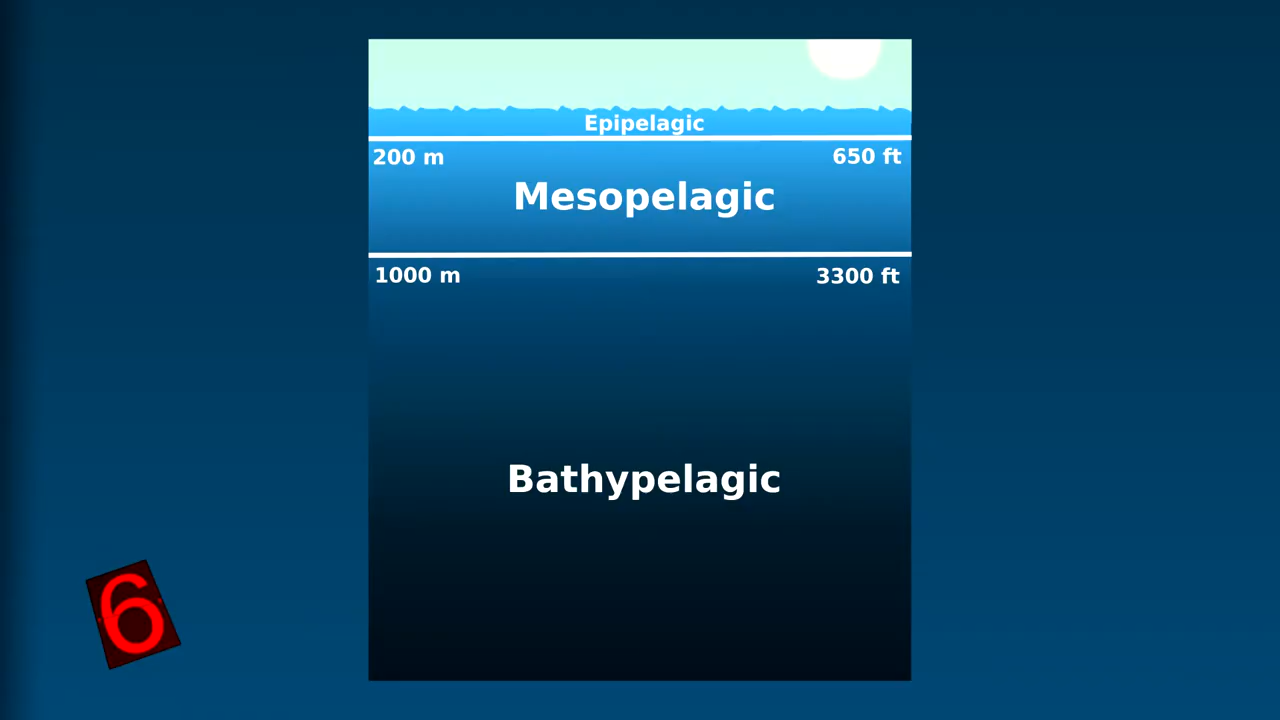 Epipelagic
200 m 650 ft
Mesopelagic
1000 m 3300 ft
Bathypelagic
6